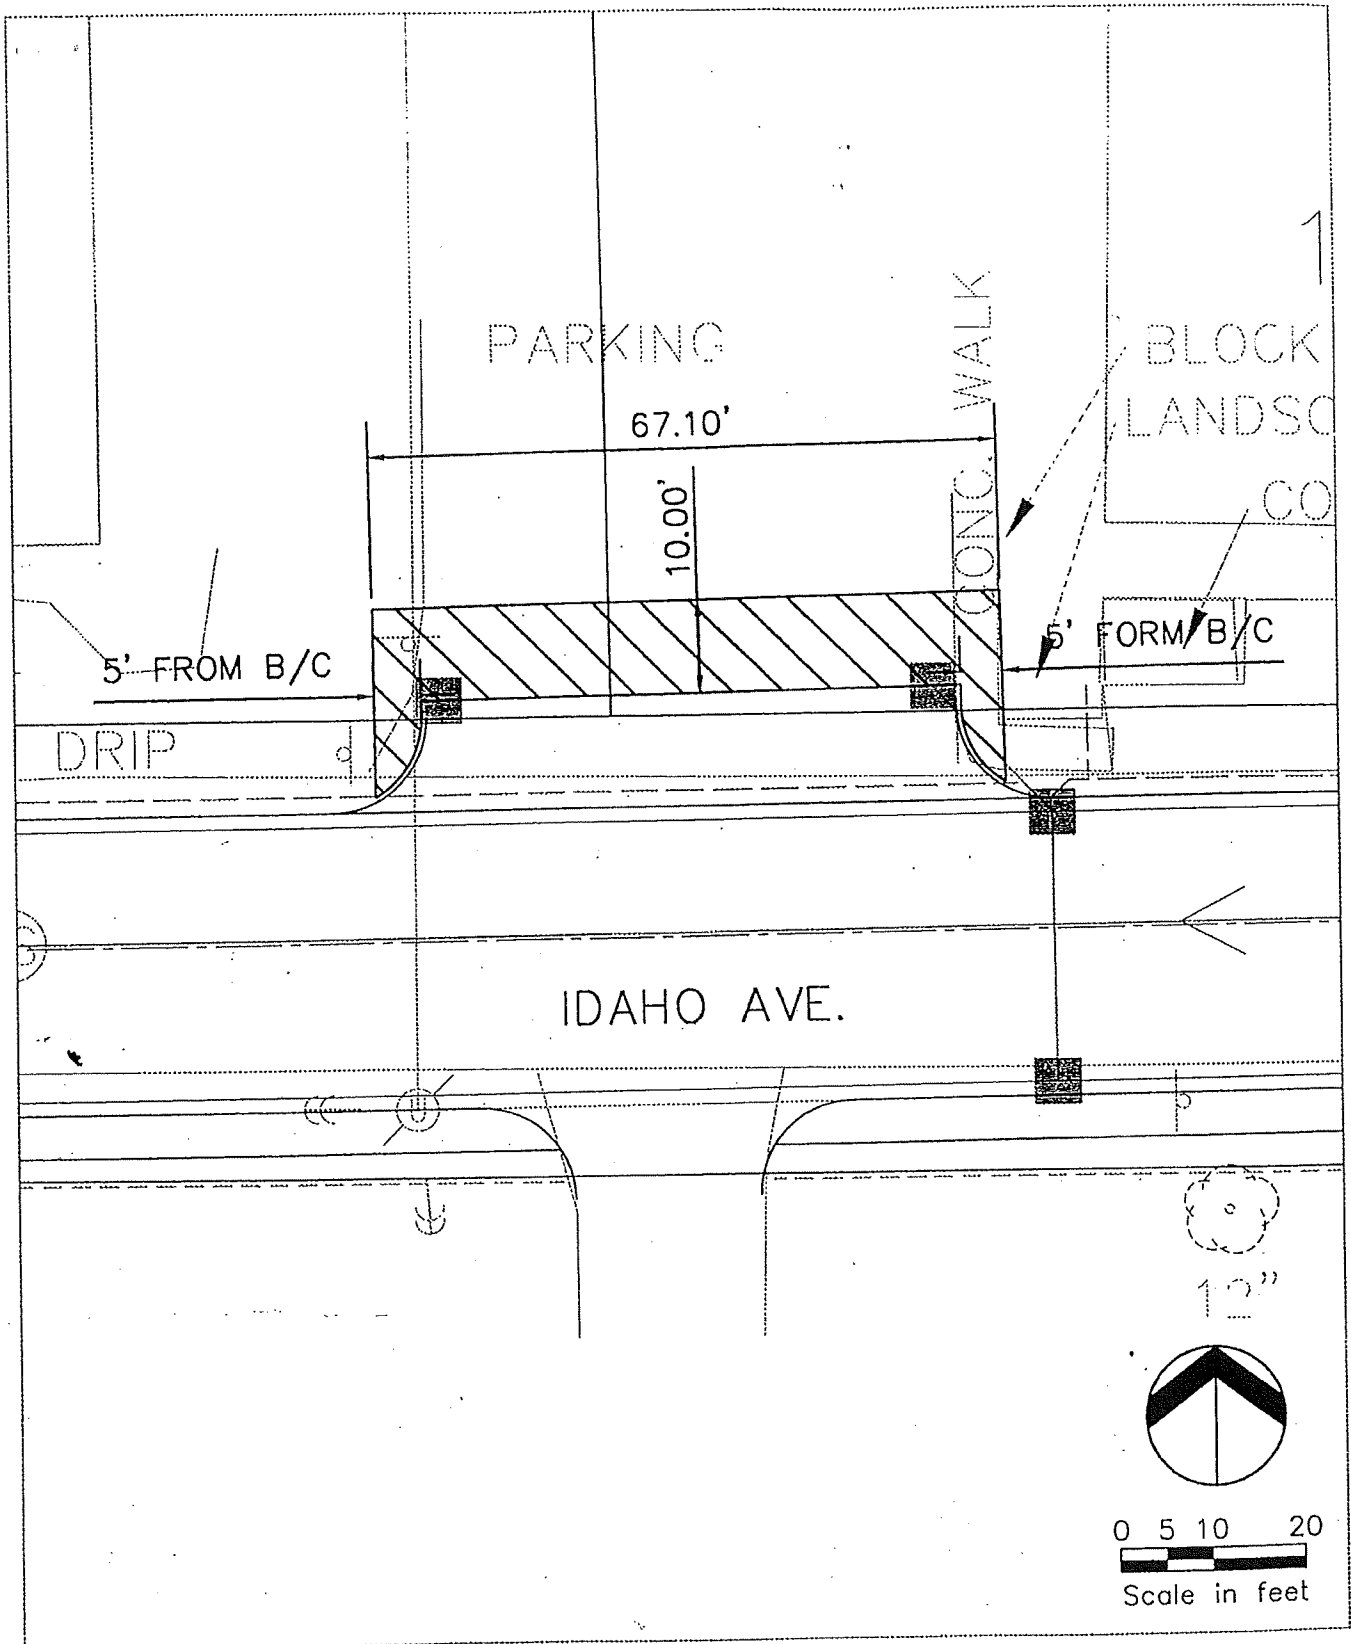 1
PARKING
CONC. WALK
BLOCK
LANDSC
CO
67.10'
10.00'
5' FROM B/C
5' FORM B/C
DRIP
IDAHO AVE.
12"
0 5 10 20
Scale in feet